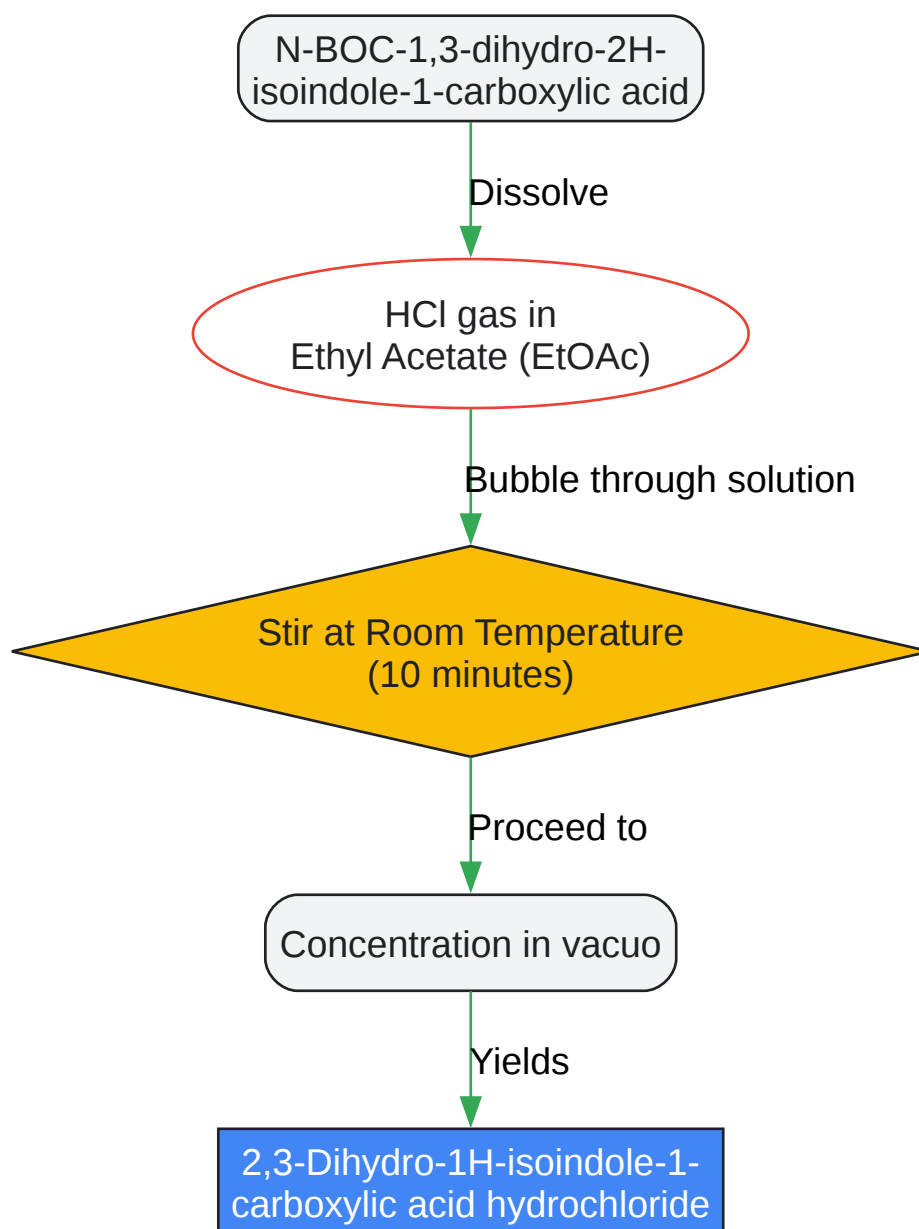 N-BOC-1,3-dihydro-2H-
isoindole-1-carboxylic acid
Dissolve
HCl gas in
Ethyl Acetate (EtOAc)
Bubble through solution
Stir at Room Temperature
(10 minutes)
Proceed to
Concentration in vacuo
Yields
2,3-Dihydro-1H-isoindole-1-
carboxylic acid hydrochloride